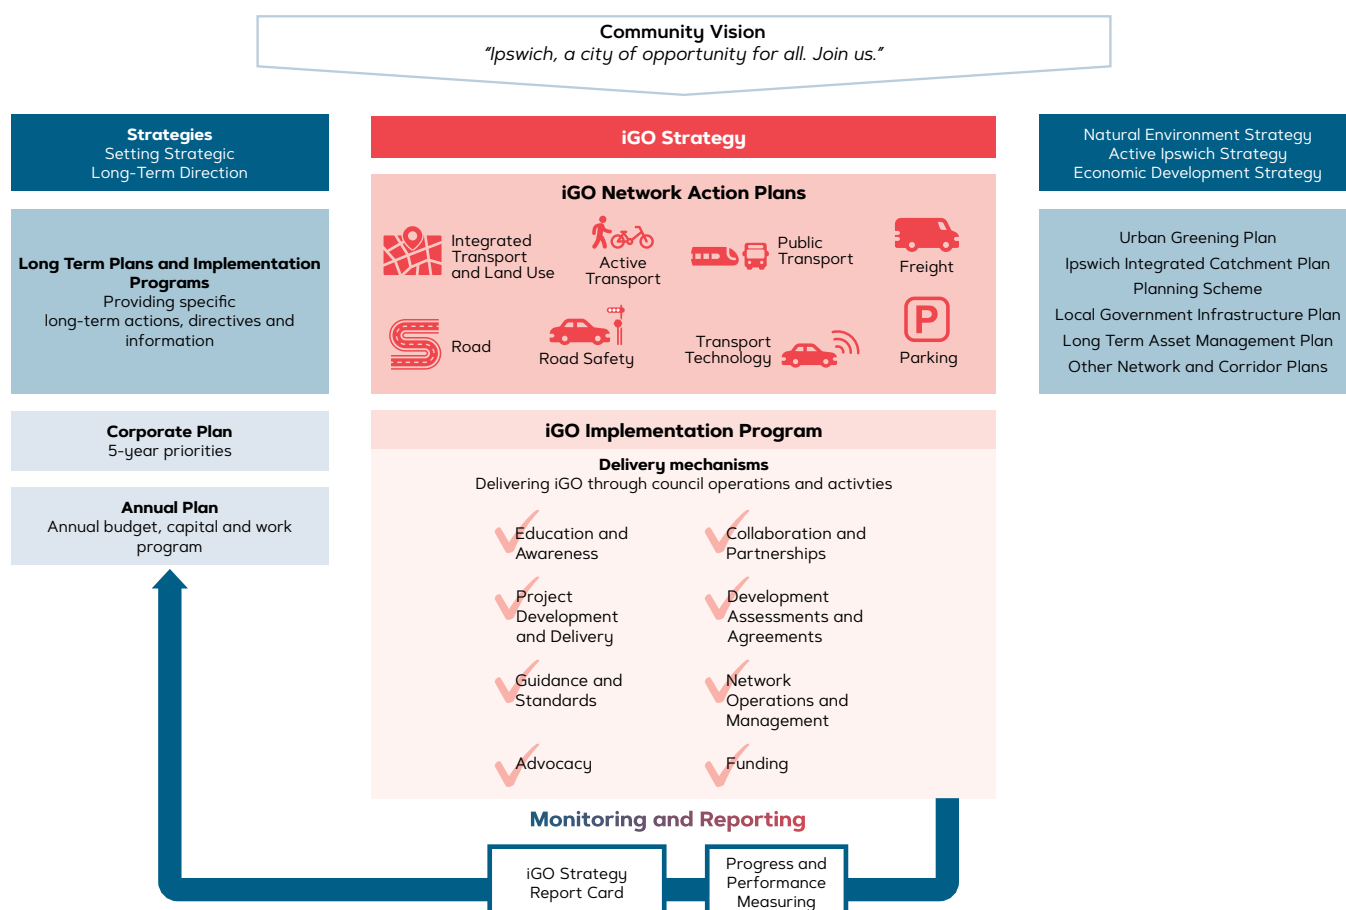 Community Vision
“Ipswich, a city of opportunity for all. Join us.”
Strategies
Setting Strategic
Long-Term Direction
iGO Strategy
Natural Environment Strategy
Active Ipswich Strategy
Economic Development Strategy
Long Term Plans and Implementation
Programs
Providing specific
long-term actions, directives and
information
iGO Network Action Plans
Integrated
Transport
and Land Use
Active
Transport
Public
Transport
Freight
Road
Road Safety
Transport
Technology
P
Parking
Urban Greening Plan
Ipswich Integrated Catchment Plan
Planning Scheme
Local Government Infrastructure Plan
Long Term Asset Management Plan
Other Network and Corridor Plans
Corporate Plan
5-year priorities
Annual Plan
Annual budget, capital and work
program
iGO Implementation Program
Delivery mechanisms
Delivering iGO through council operations and activties
Education and
Awareness
Collaboration and
Partnerships
Project
Development
and Delivery
Development
Assessments and
Agreements
Guidance and
Standards
Network
Operations and
Management
Advocacy
Funding
Monitoring and Reporting
iGO Strategy
Report Card
Progress and
Performance
Measuring